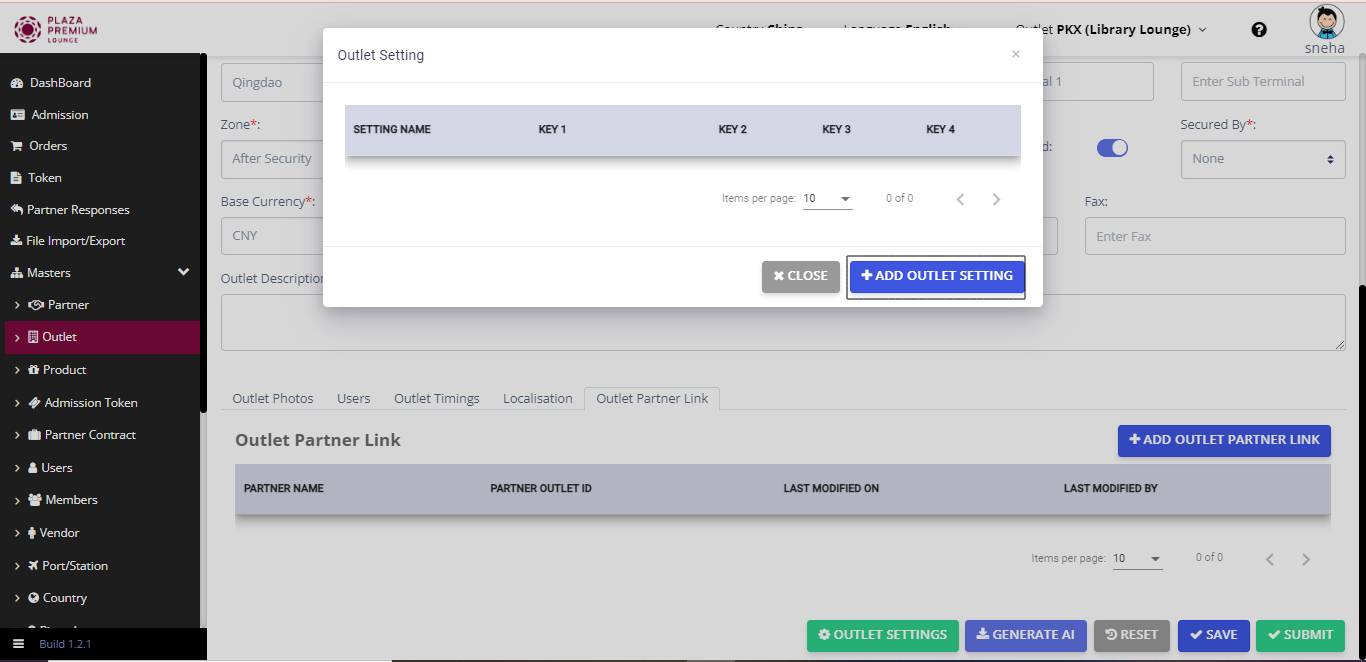 PLAZA
PREMIUM
LOUNGE
Country China
Language English
Outlet PKX (Library Lounge)
sneha
DashBoard
Admission
Orders
Token
Partner Responses
File Import/Export
Masters
Partner
Outlet
Product
Admission Token
Partner Contract
Users
Members
Vendor
Port/Station
Country
Build 1.2.1
Outlet Setting
×
SETTING NAME KEY 1 KEY 2 KEY 3 KEY 4
Items per page: 10 0 of 0
CLOSE
ADD OUTLET SETTING
Qingdao
al 1
Enter Sub Terminal
Zone*:
d:
Secured By*:
After Security
None
Base Currency*:
Fax:
CNY
Enter Fax
Outlet Description
Outlet Photos Users Outlet Timings Localisation Outlet Partner Link
Outlet Partner Link
ADD OUTLET PARTNER LINK
PARTNER NAME PARTNER OUTLET ID LAST MODIFIED ON LAST MODIFIED BY
Items per page: 10 0 of 0
OUTLET SETTINGS GENERATE AI RESET SAVE SUBMIT